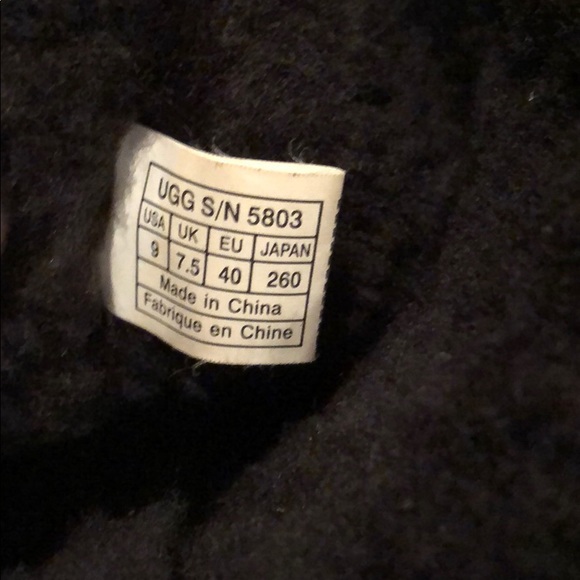 UGG S/N 5803
USA UK EU JAPAN
9 7.5 40 260
Made in China
Fabrique en Chine